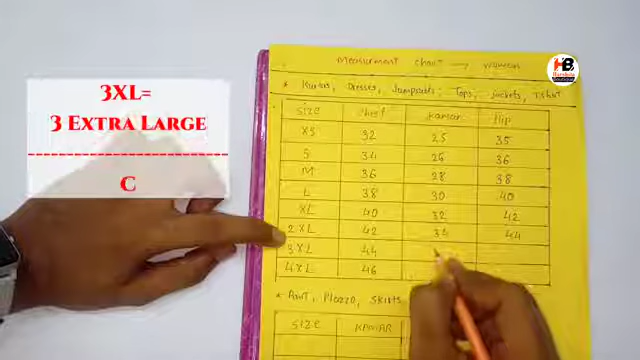 3XL=
3 Extra Large
C
HB
Measurment chart → women
* Kurtas, Dresses, Jumpsuits, Tops, Jackets, Tshirt
Size Chest Kamar Hip
XS 32 25 35
S 34 26 36
M 36 28 38
L 38 30 40
XL 40 32 42
2XL 42 34 44
3XL 44
4XL 46
* Pant, Plazzo, Skirts
Size KAMAR